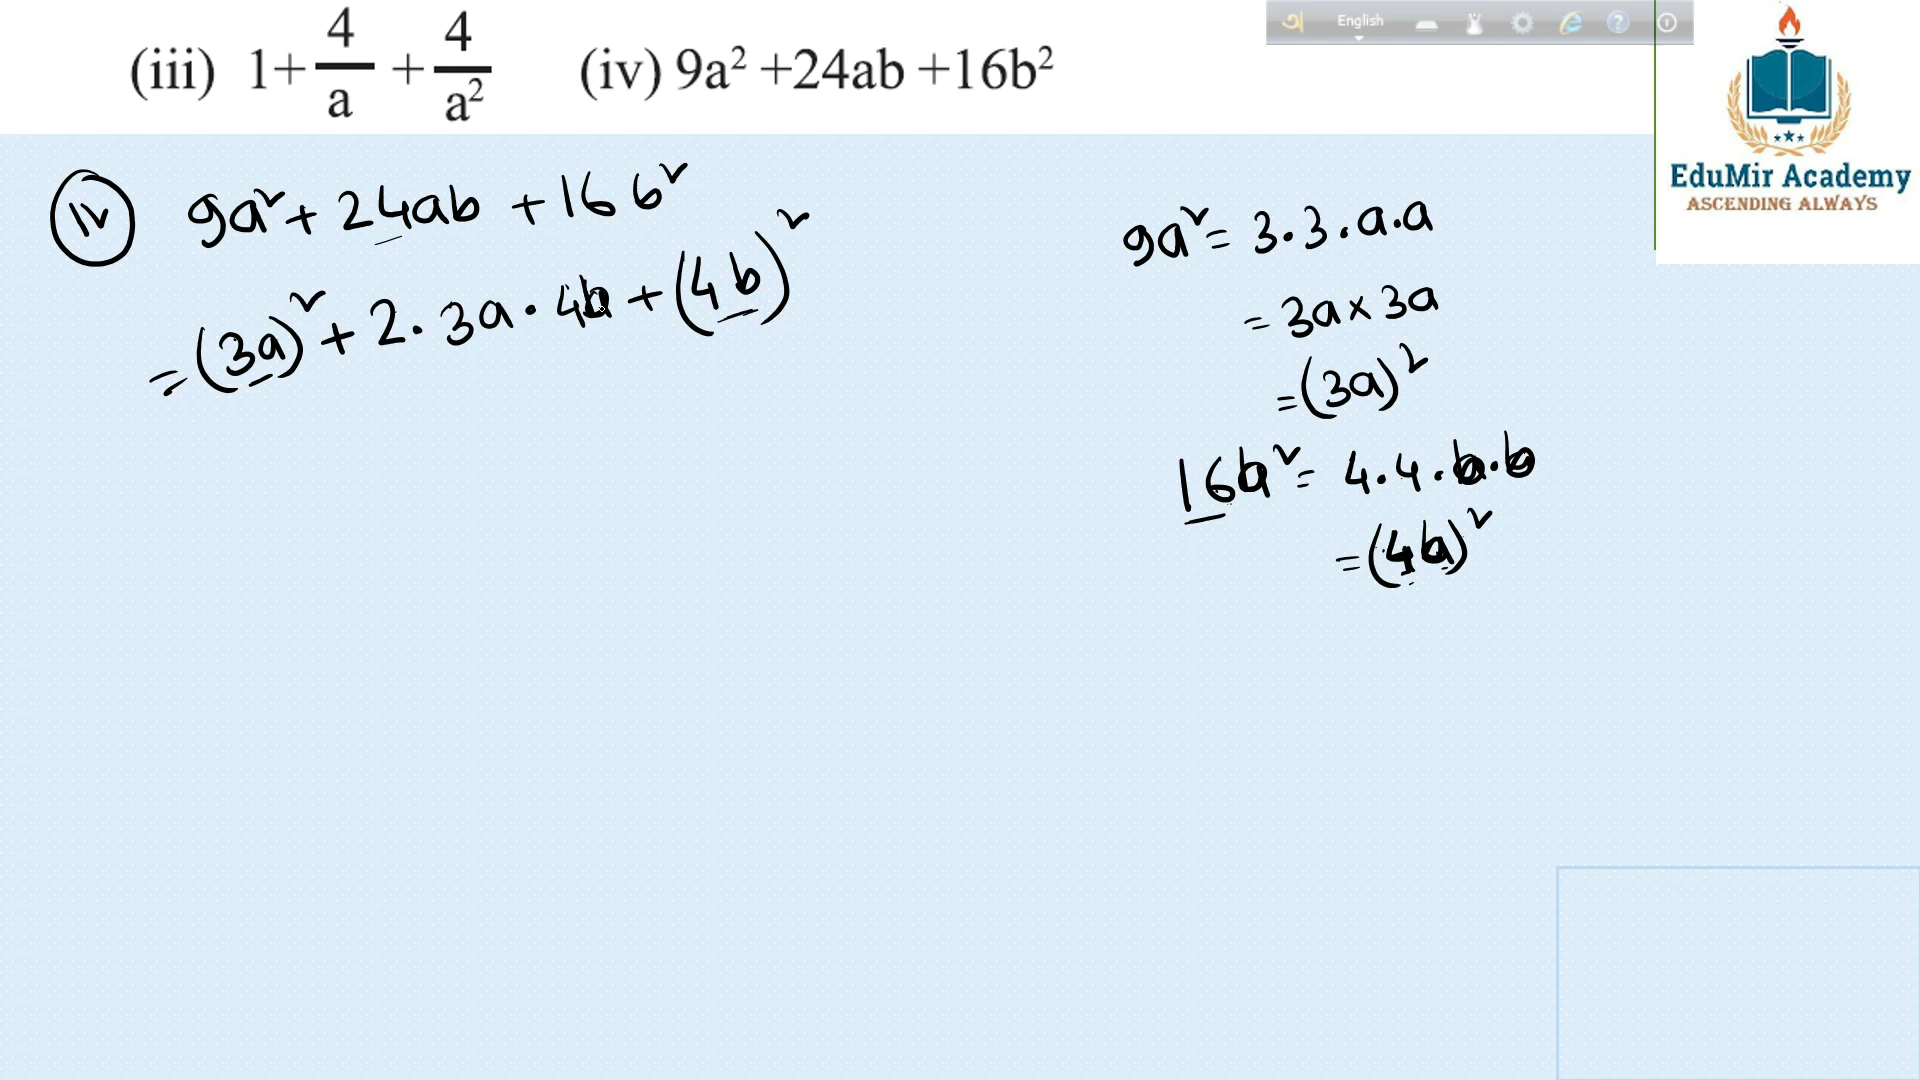 (iii) 1+ 4/a + 4/a² (iv) 9a² +24ab +16b²
English
EduMir Academy
ASCENDING ALWAYS
iv 9a² + 24ab + 16b²
= (3a)² + 2 · 3a · 4b + (4b)²
9a² = 3 · 3 · a · a
= 3a × 3a
= (3a)²
16b² = 4 · 4 · b · b
= (4b)²